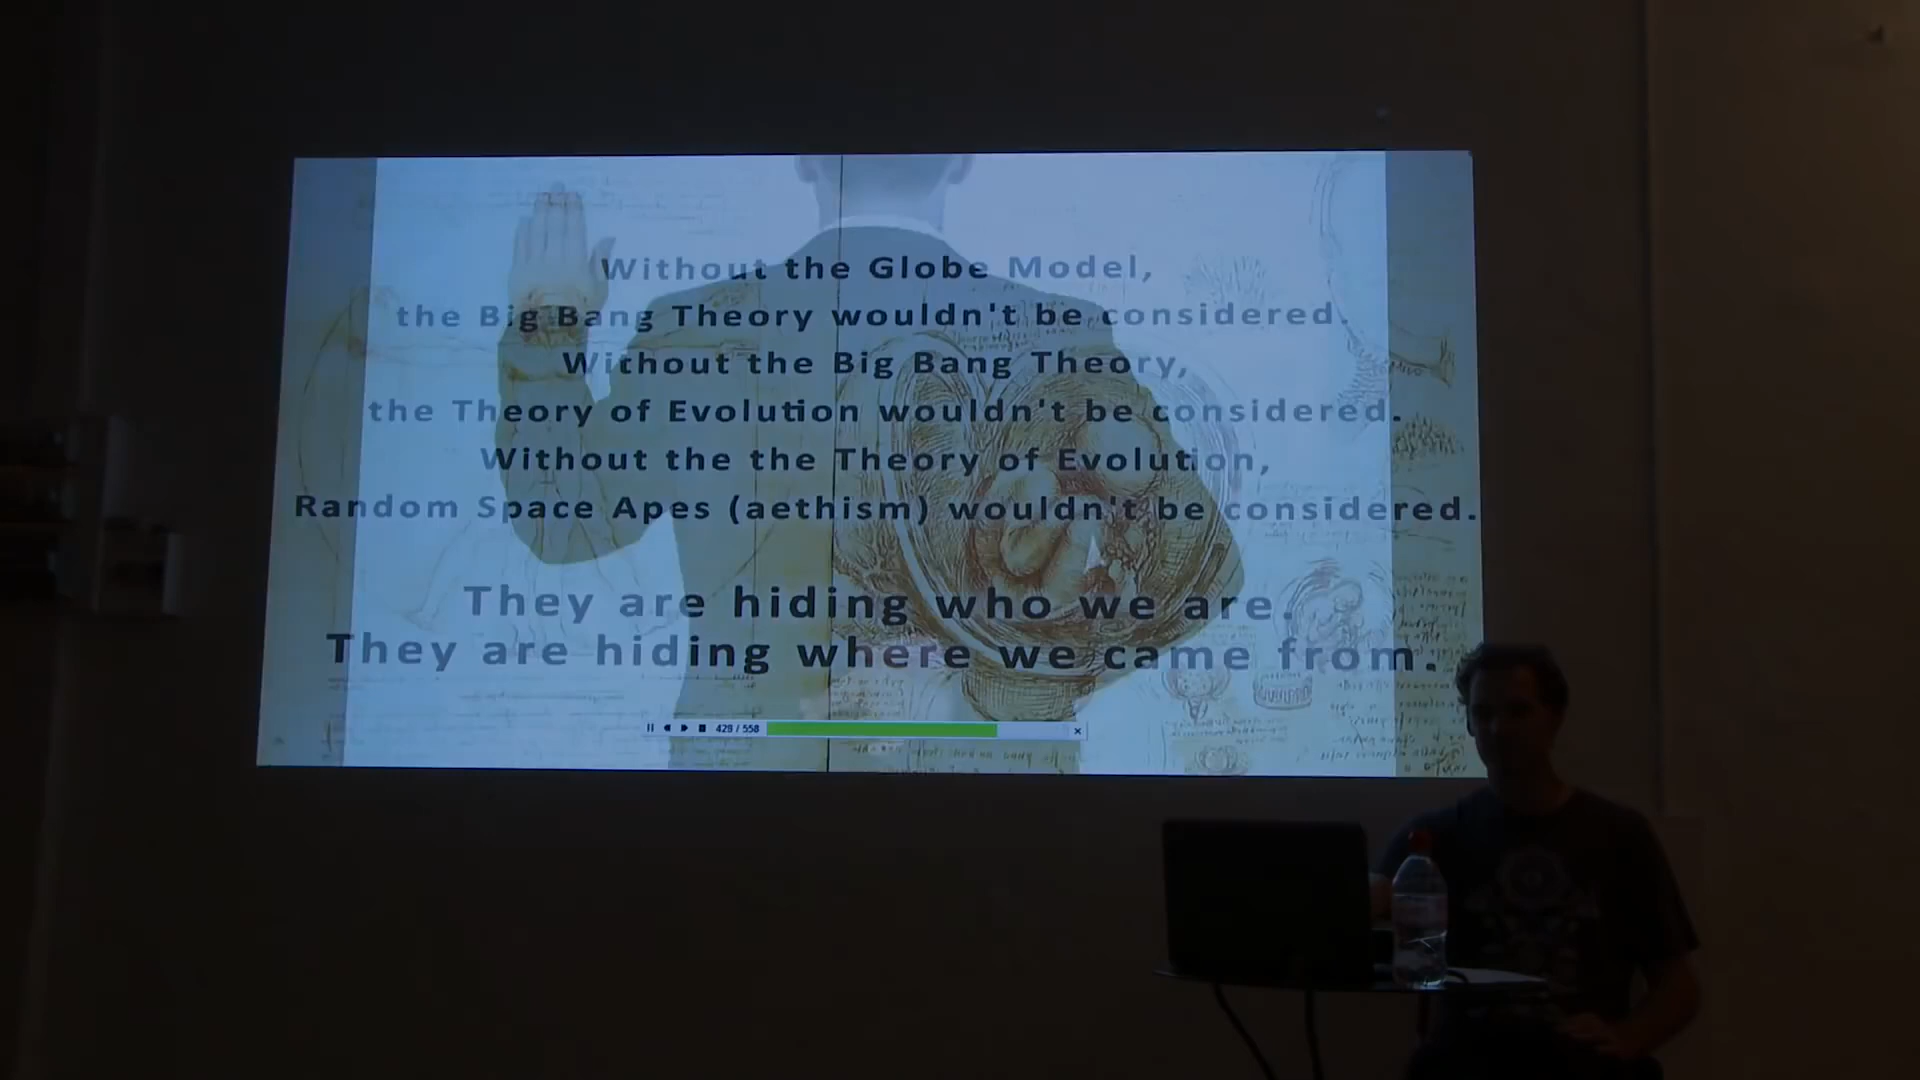 Without the Globe Model,
the Big Bang Theory wouldn't be considered.
Without the Big Bang Theory,
the Theory of Evolution wouldn't be considered.
Without the the Theory of Evolution,
Random Space Apes (aethism) wouldn't be considered.
They are hiding who we are.
They are hiding where we came from.
429 / 558